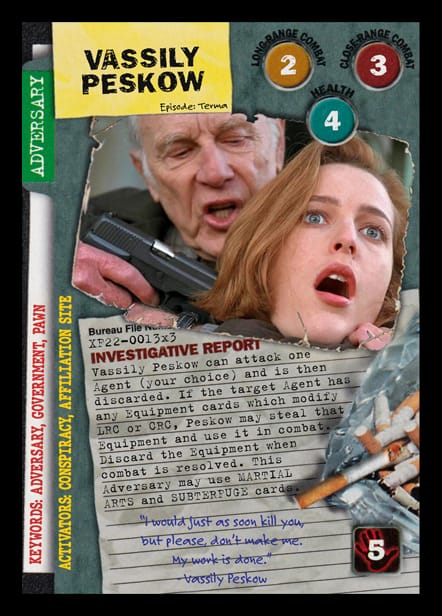 VASSILY
PESKOW
Episode: Terma
LONG-RANGE COMBAT
2
CLOSE-RANGE COMBAT
3
HEALTH
4
ADVERSARY
KEYWORDS: ADVERSARY, GOVERNMENT, PAWN
ACTIVATORS: CONSPIRACY, AFFILIATION SITE
Bureau File
XF22-0013x3
INVESTIGATIVE REPORT
Vassily Peskow can attack one
Agent (your choice) and is then
discarded. If the target Agent has
any Equipment cards which modify
LRC or CRC, Peskow may steal that
Equipment and use it in combat.
Discard the Equipment when
combat is resolved. This
Adversary may use MARTIAL
ARTS and SUBTERFUGE cards.
"I would just as soon kill you,
but please, don't make me.
My work is done."
-Vassily Peskow
5